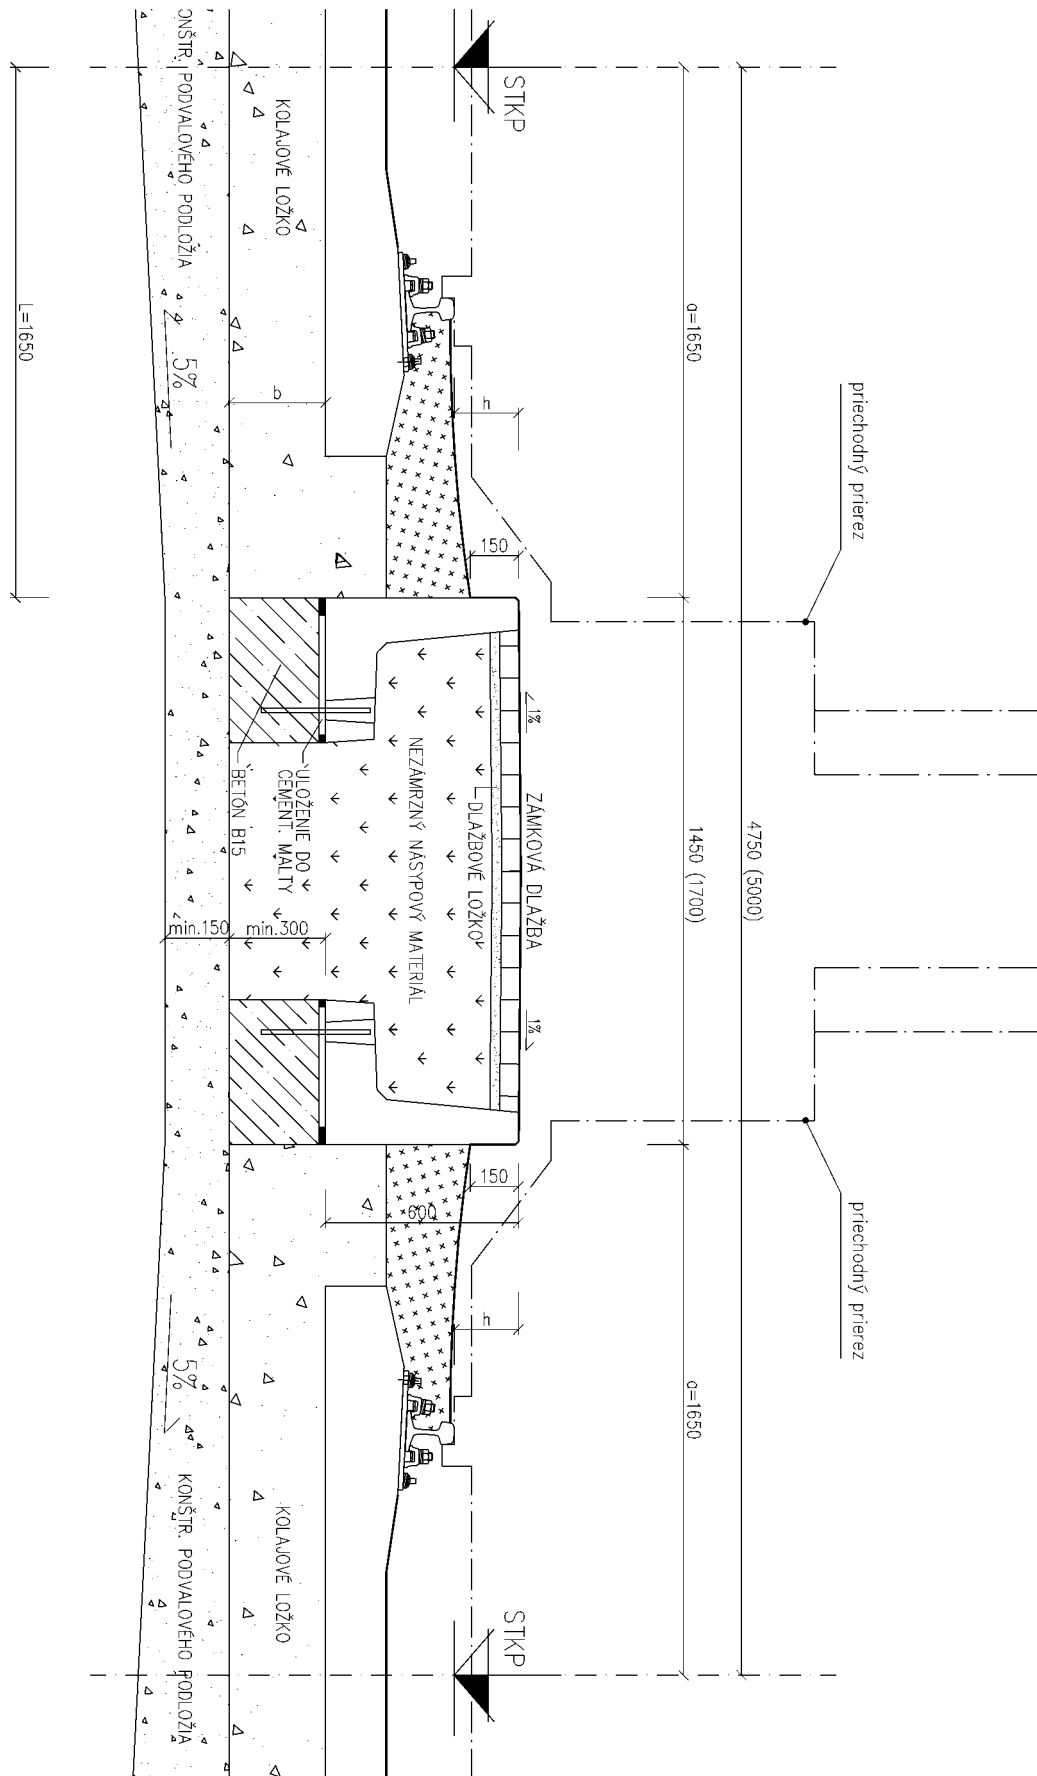 priechodný prierez
priechodný prierez
4750 (5000)
a=1650
1450 (1700)
a=1650
STKP
ZÁMKOVÁ DLAŽBA
STKP
1%
1%
150
150
h
h
DLAŽBOVÉ LOŽKO
NEZÁMRZNÝ NÁSYPOVÝ MATERIÁL
600
KOLAJOVÉ LOŽKO
b
ULOŽENIE DO
CEMENT. MALTY
min.300
KOLAJOVÉ LOŽKO
BETÓN B15
KONŠTR. PODVALOVÉHO PODLOŽIA
5%
min.150
5%
KONŠTR. PODVALOVÉHO PODLOŽIA
L=1650